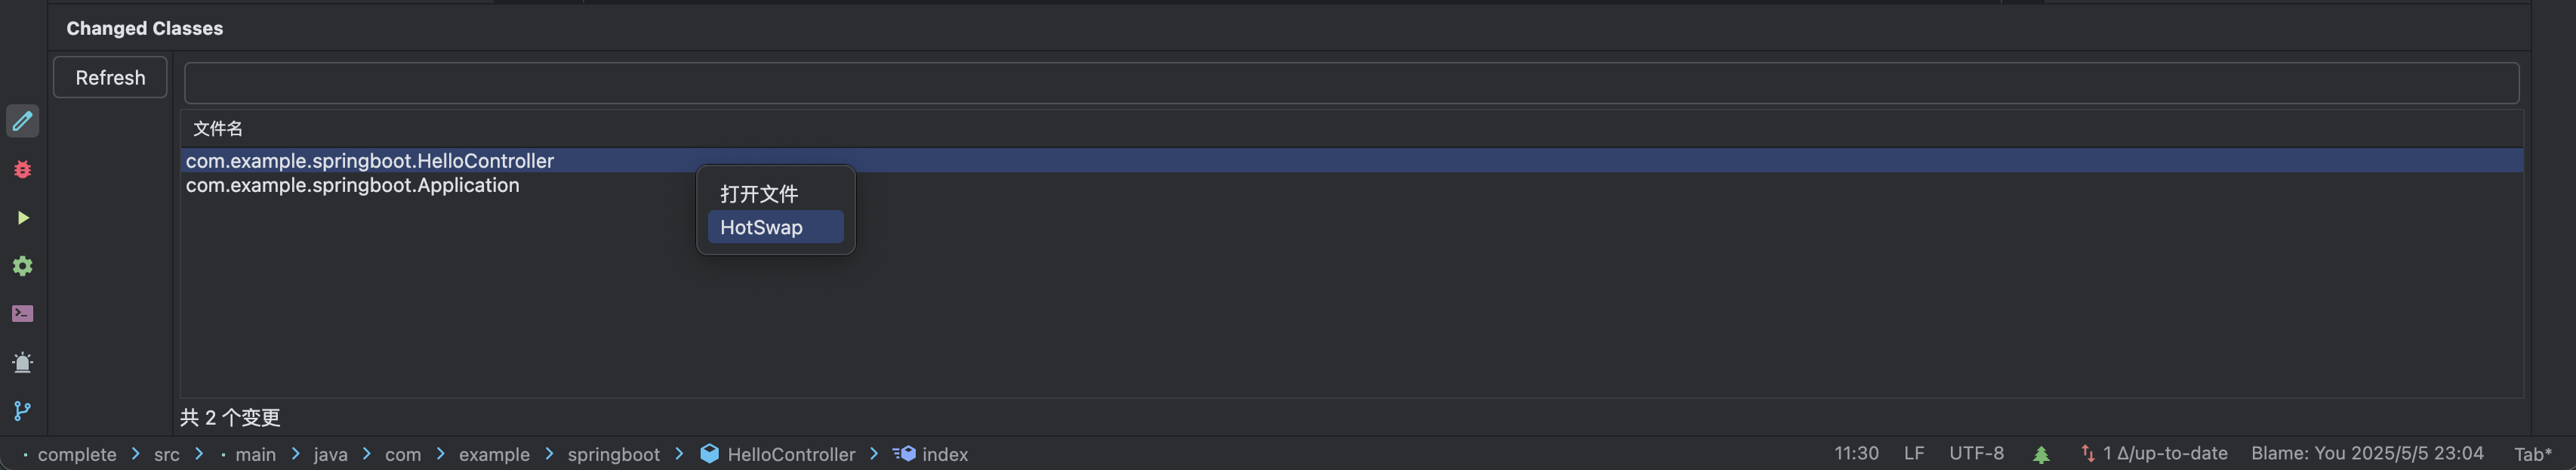 Changed Classes
Refresh
文件名
com.example.springboot.HelloController
com.example.springboot.Application
打开文件
HotSwap
共 2 个变更
complete src main java com example springboot HelloController index 11:30 LF UTF-8 1 Δ/up-to-date Blame: You 2025/5/5 23:04 Tab*